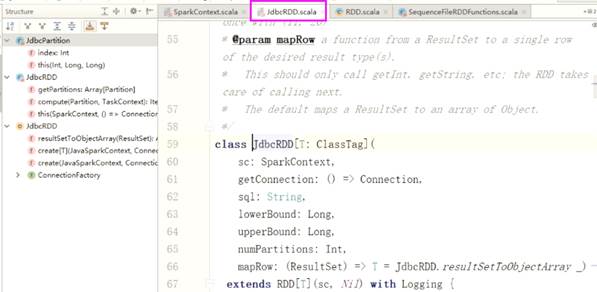 Structure
SparkContext.scala
JdbcRDD.scala
RDD.scala
SequenceFileRDDFunctions.scala
JdbcPartition
index: Int
this(Int, Long, Long)
JdbcRDD
getPartitions: Array[Partition]
compute(Partition, TaskContext): Ite
this(SparkContext, () => Connection
JdbcRDD
resultSetToObjectArray(ResultSet): A
create[T](JavaSparkContext, Connec
create(JavaSparkContext, Connection
ConnectionFactory
55 * @param mapRow a function from a ResultSet to a single row
of the desired result type(s).
56 * This should only call getInt, getString, etc; the RDD takes
care of calling next.
57 * The default maps a ResultSet to an array of Object.
58 */
59 class JdbcRDD[T: ClassTag](
60 sc: SparkContext,
61 getConnection: () => Connection,
62 sql: String,
63 lowerBound: Long,
64 upperBound: Long,
65 numPartitions: Int,
66 mapRow: (ResultSet) => T = JdbcRDD.resultSetToObjectArray _)
67 extends RDD[T](sc, Nil) with Logging {